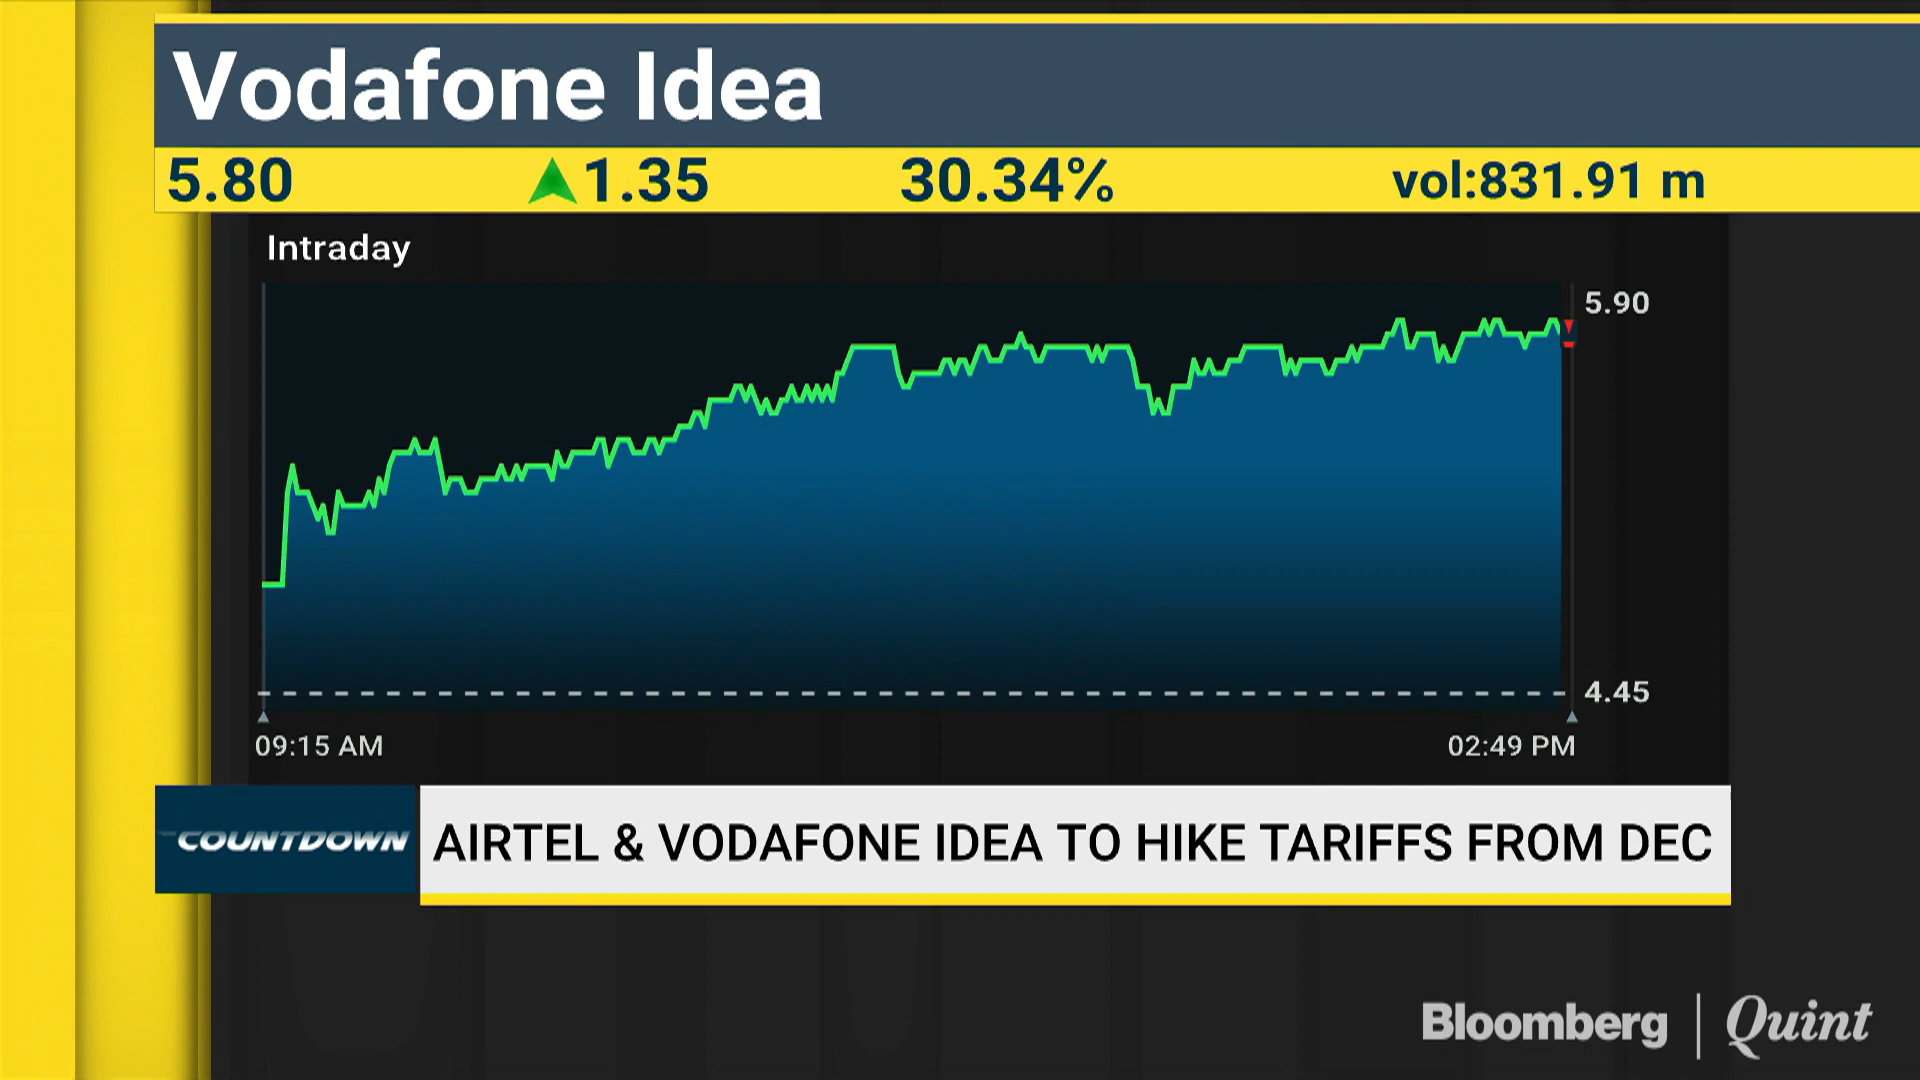 Vodafone Idea
5.80 ▲1.35 30.34% vol:831.91 m
Intraday
5.90
4.45
09:15 AM 02:49 PM
COUNTDOWN AIRTEL & VODAFONE IDEA TO HIKE TARIFFS FROM DEC
Bloomberg | Quint